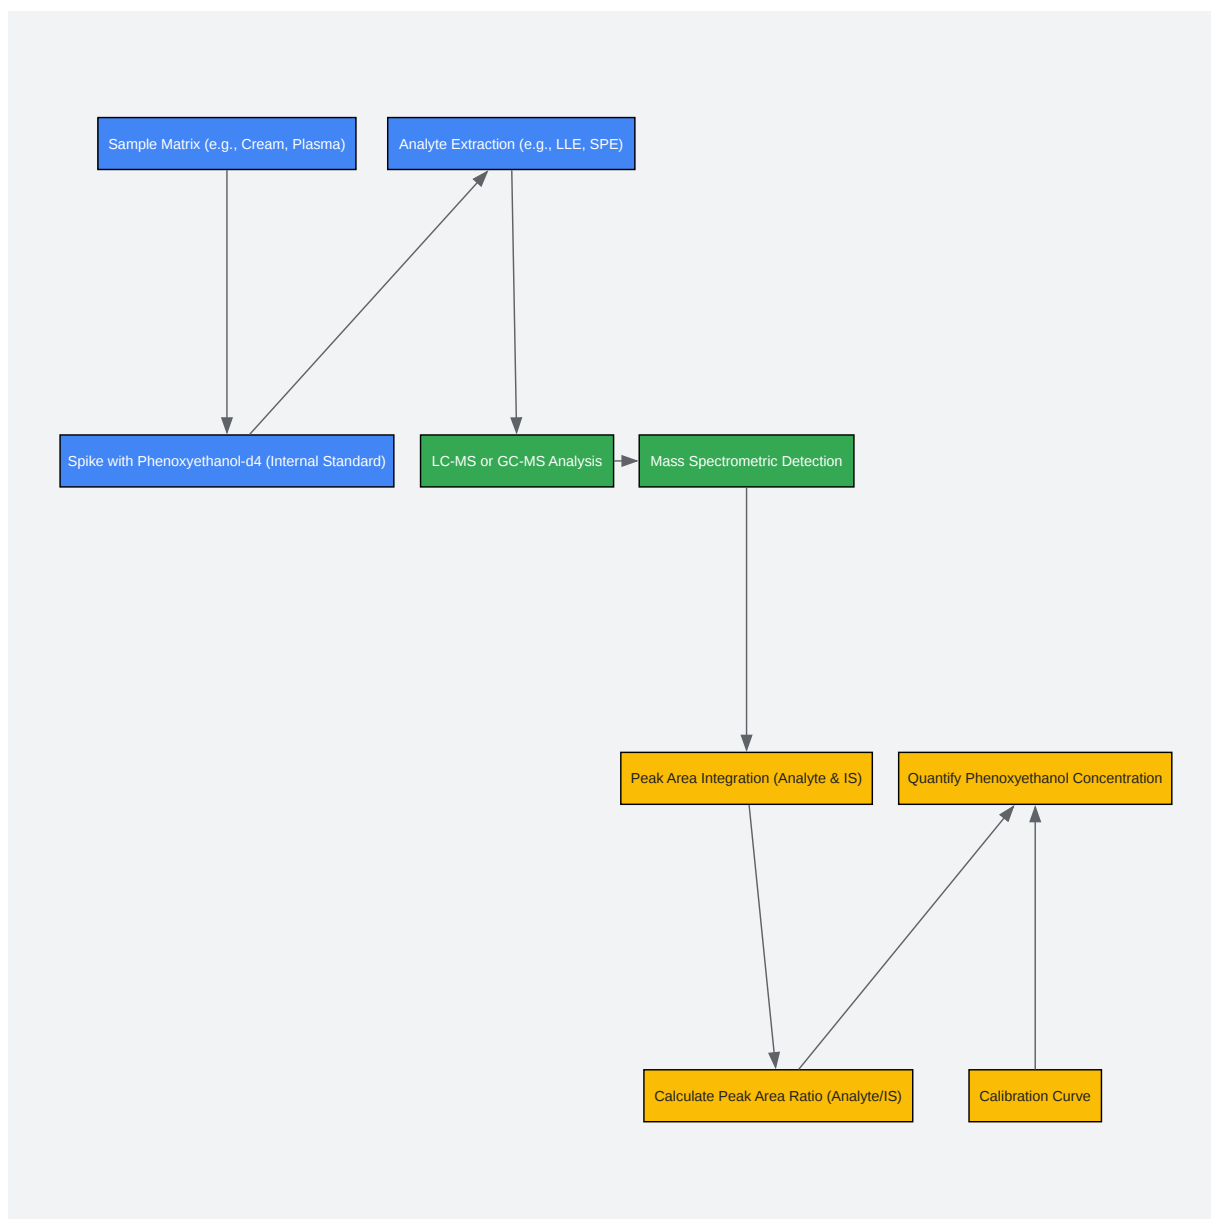 Sample Matrix (e.g., Cream, Plasma)
Analyte Extraction (e.g., LLE, SPE)
Spike with Phenoxyethanol-d4 (Internal Standard)
LC-MS or GC-MS Analysis
Mass Spectrometric Detection
Peak Area Integration (Analyte & IS)
Quantify Phenoxyethanol Concentration
Calculate Peak Area Ratio (Analyte/IS)
Calibration Curve